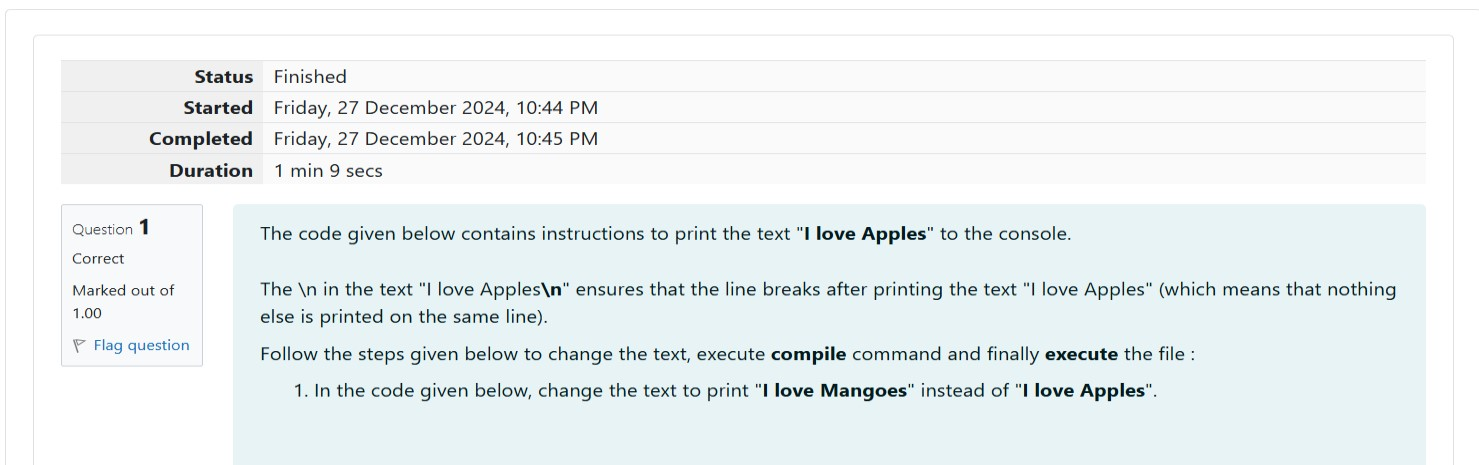 Status Finished
Started Friday, 27 December 2024, 10:44 PM
Completed Friday, 27 December 2024, 10:45 PM
Duration 1 min 9 secs
Question 1
Correct
Marked out of
1.00
Flag question
The code given below contains instructions to print the text "I love Apples" to the console.
The \n in the text "I love Apples\n" ensures that the line breaks after printing the text "I love Apples" (which means that nothing
else is printed on the same line).
Follow the steps given below to change the text, execute compile command and finally execute the file :
1. In the code given below, change the text to print "I love Mangoes" instead of "I love Apples".